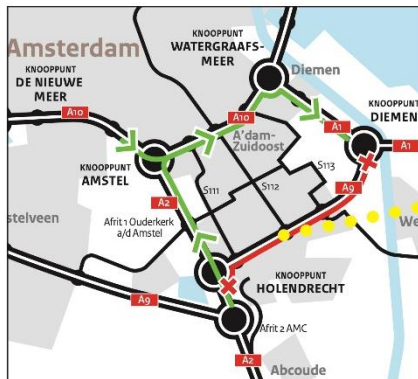 Amsterdam
KNOOPPUNT
WATERGRAAFS-
MEER
Diemen
KNOOPPUNT
DE NIEUWE
MEER
KNOOPPUNT
DIEMEN
A10
A10
A'dam-
Zuidoost
A1
A1
KNOOPPUNT
AMSTEL
S113
S111
S112
A9
A2
Afrit 1 Ouderkerk
a/d Amstel
stelveen
We
KNOOPPUNT
HOLENDRECHT
A9
Afrit 2 AMC
A2
Abcoude